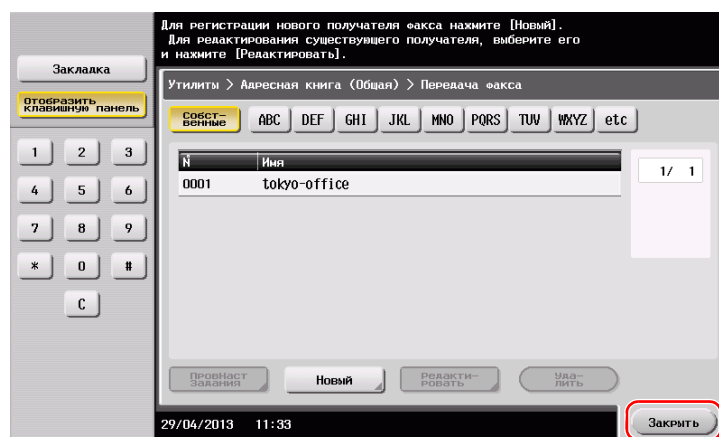 Для регистрации нового получателя факса нажмите [Новый].
Для редактирования существующего получателя, выберите его
и нажмите [Редактировать].
Закладка
Отобразить
клавишную панель
Утилиты > Адресная книга (Общая) > Передача факса
Собст-
венные ABC DEF GHI JKL MNO PQRS TUV WXYZ etc
1 2 3
4 5 6
7 8 9
* 0 #
C
N Имя
0001 tokyo-office
1/ 1
ПровНаст
Задания
Новый
Редакти-
ровать
Уда-
лить
29/04/2013 11:33
Закрыть